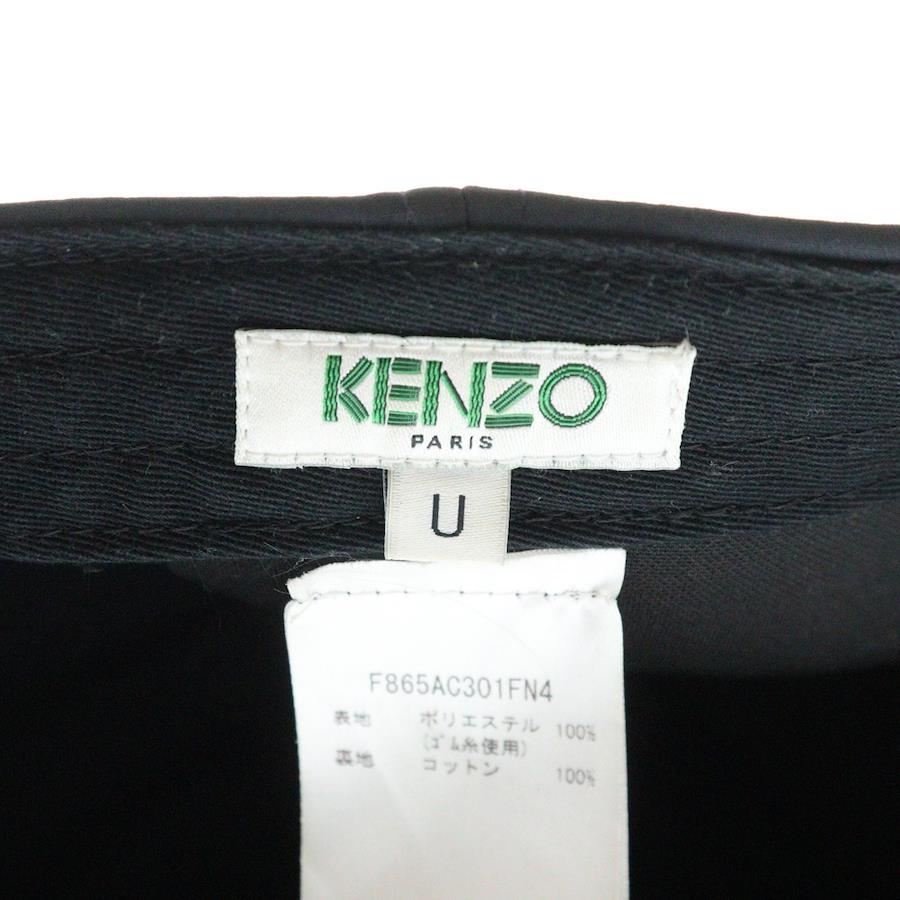 KENZO
PARIS
U
F865AC301FN4
表地 ポリエステル 100%
(ゴム糸使用)
裏地 コットン 100%